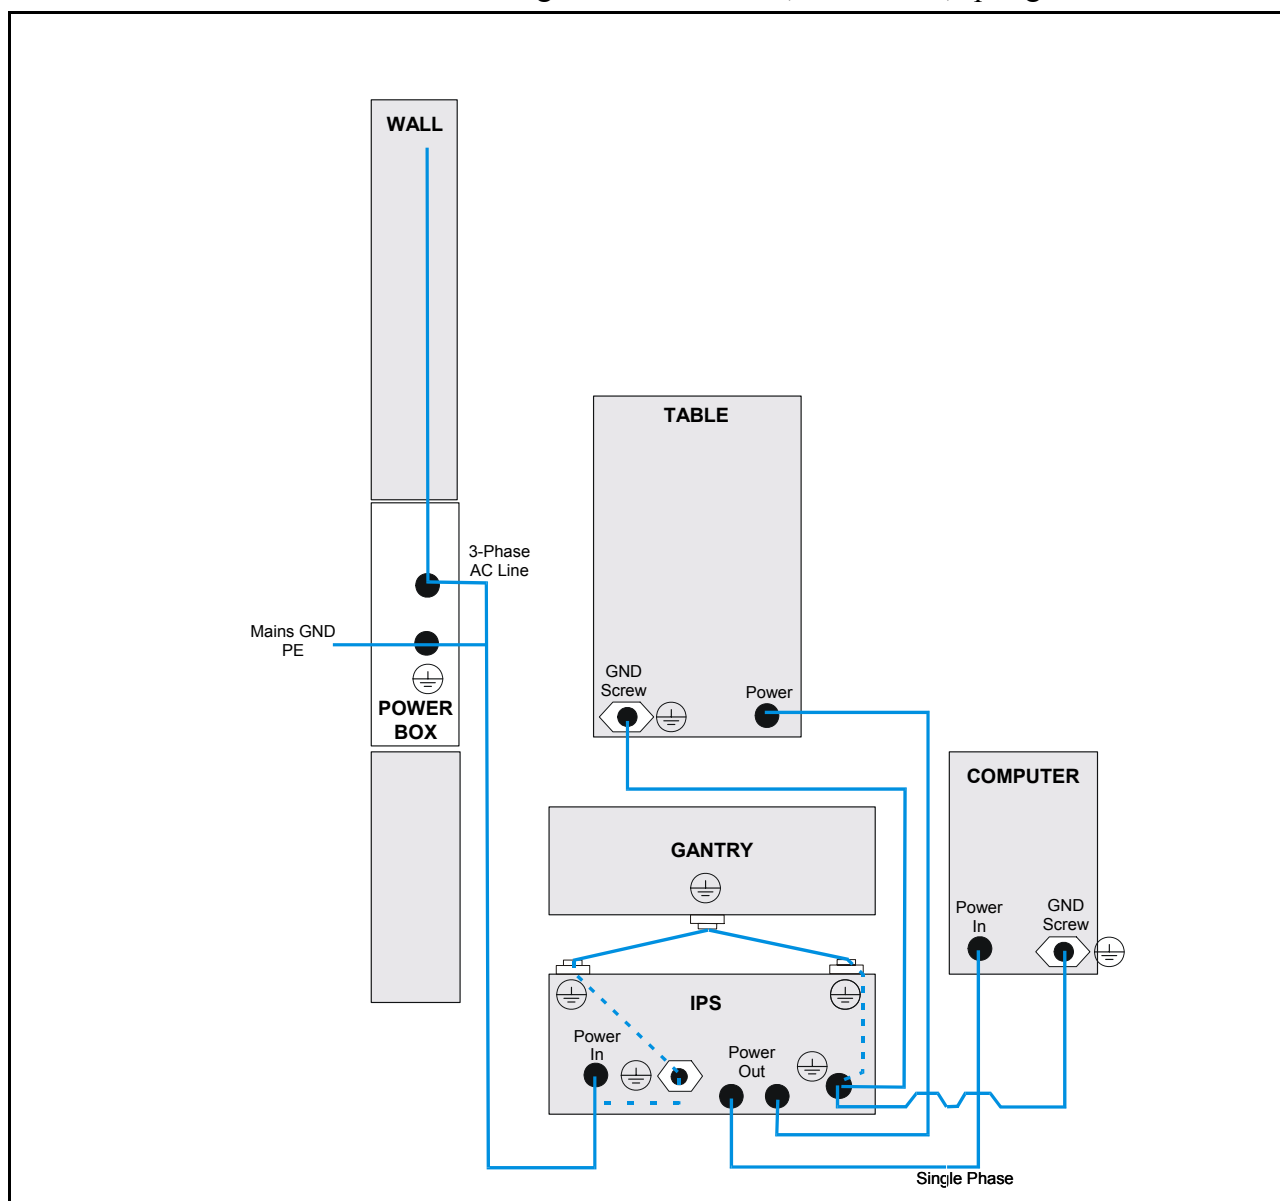 WALL
TABLE
3-Phase
AC Line
Mains GND
PE
POWER
BOX
GND
Screw
Power
COMPUTER
GANTRY
Power
In
GND
Screw
IPS
Power
In
Power
Out
Single Phase